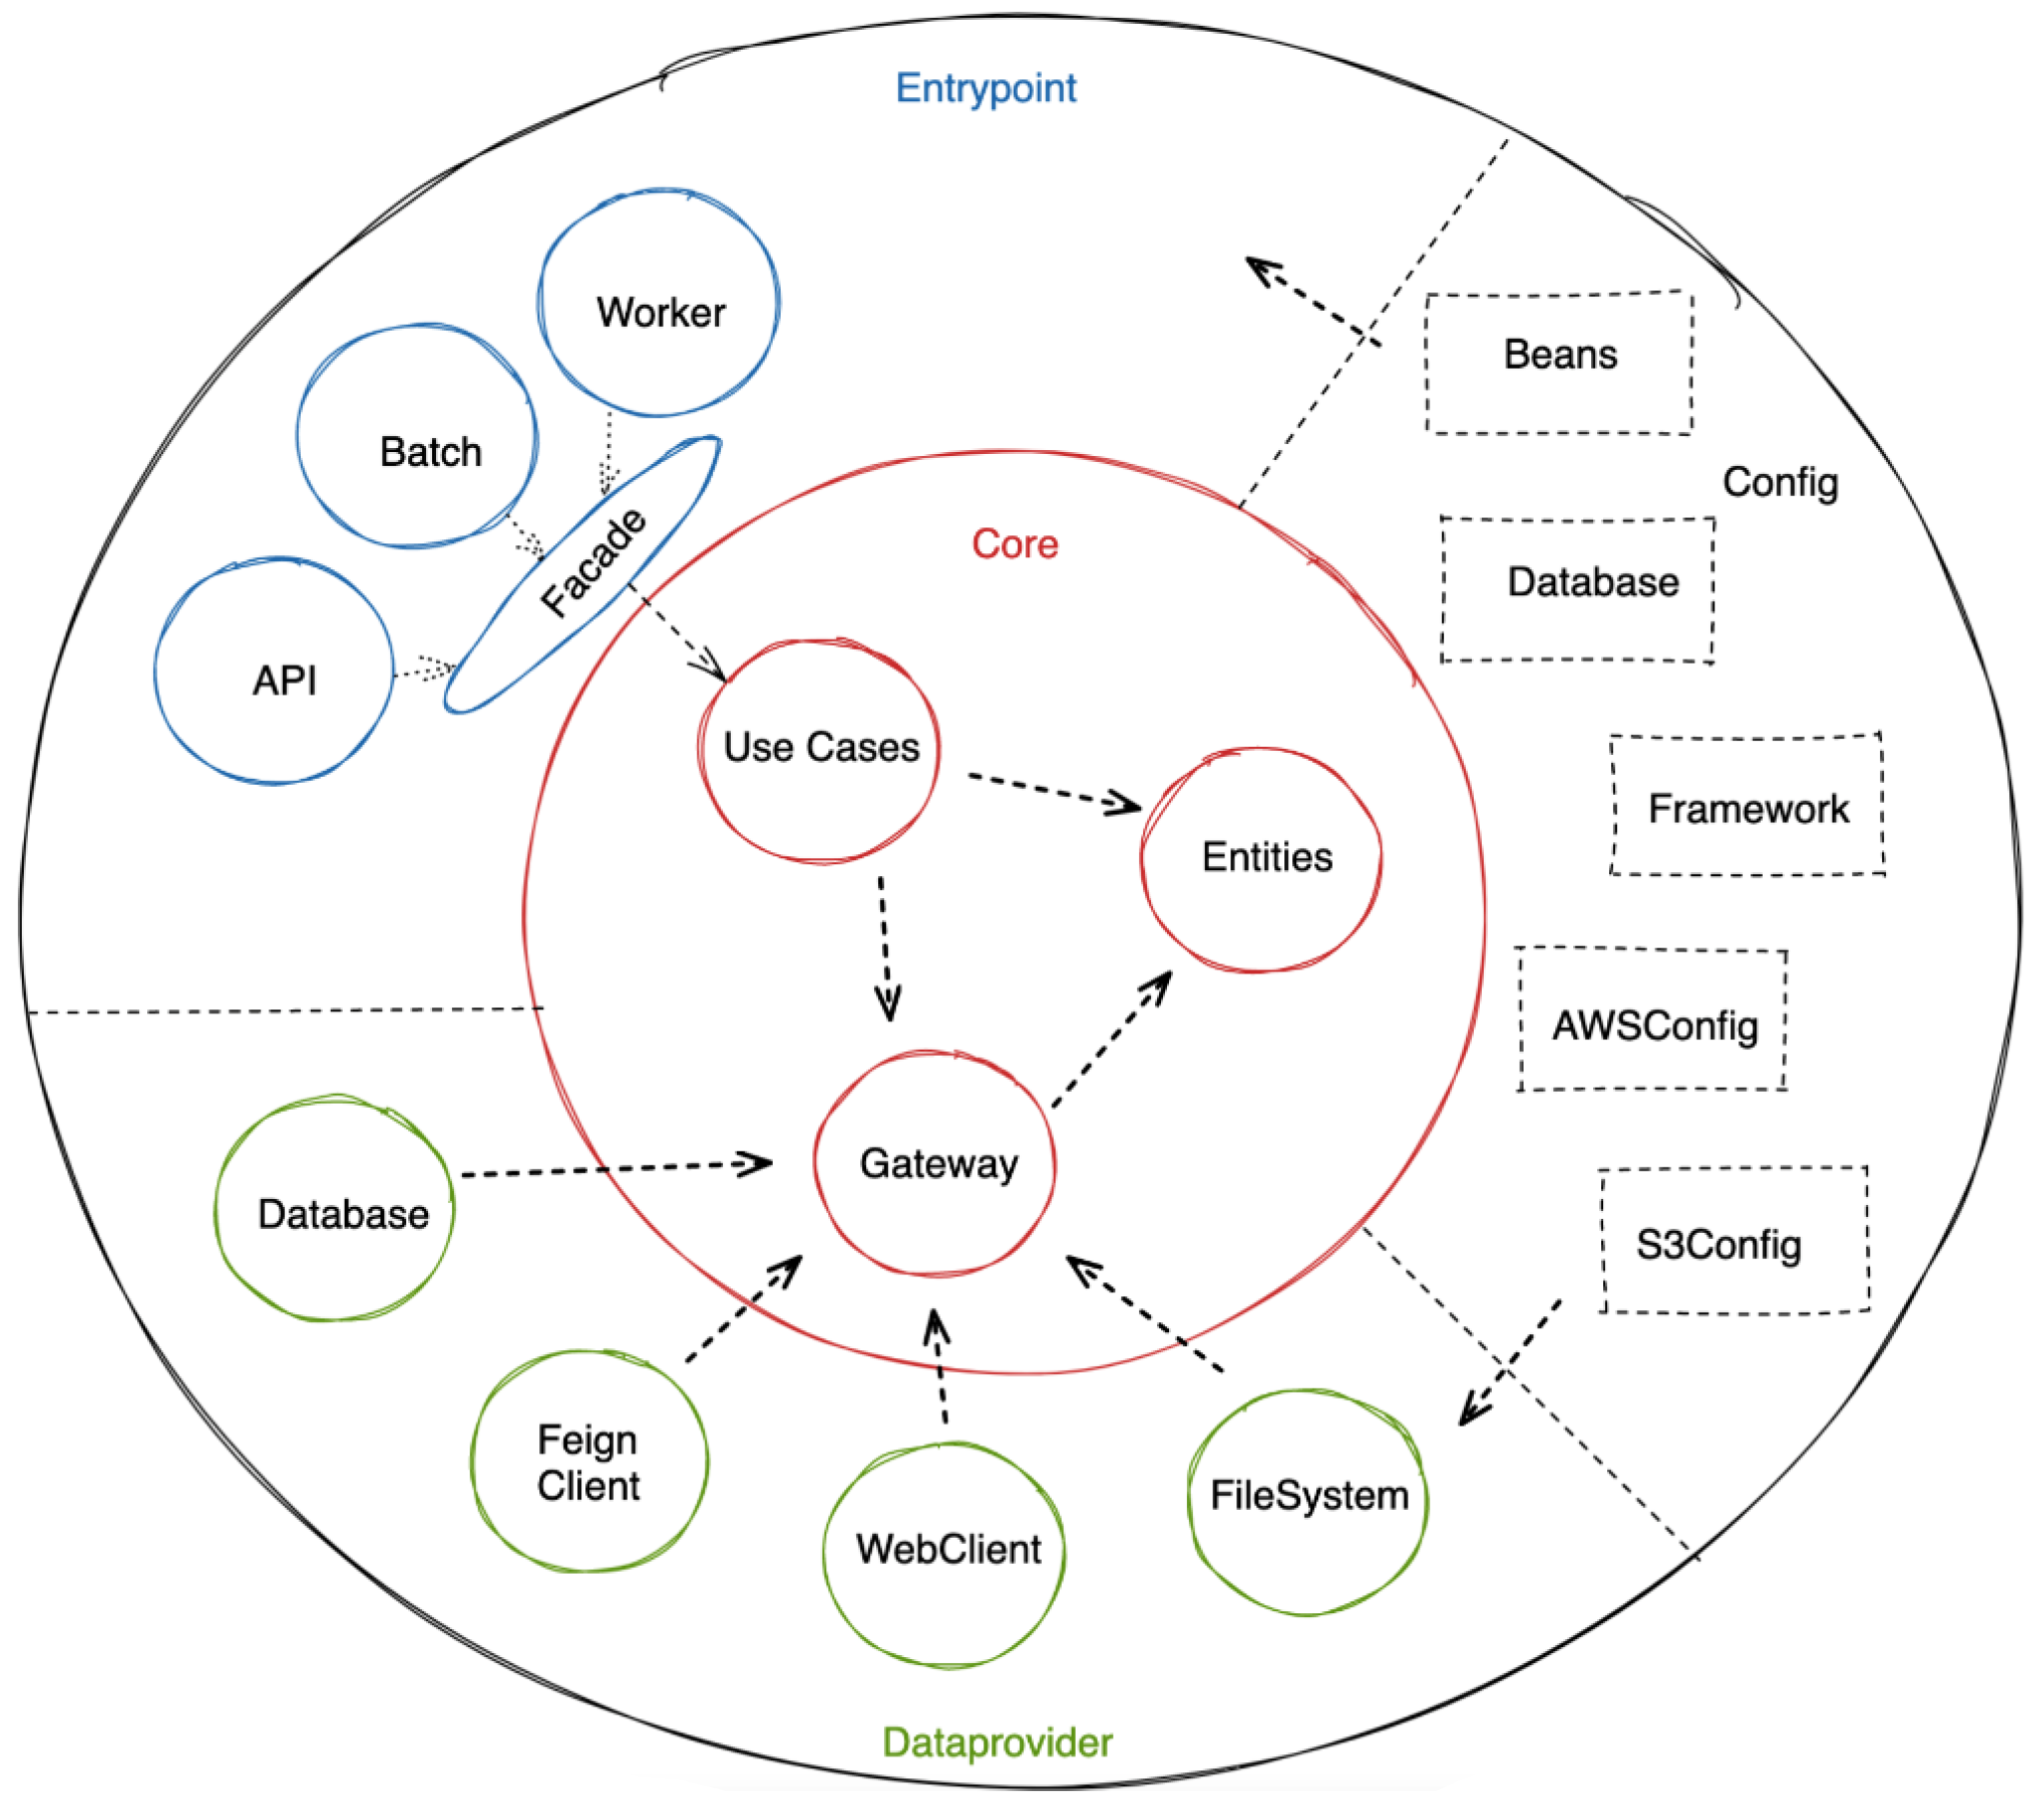 Entrypoint
Worker
Batch
Facade
API
Core
Use Cases
Entities
Gateway
Beans
Config
Database
Framework
AWSConfig
S3Config
Database
Feign
Client
WebClient
FileSystem
Dataprovider